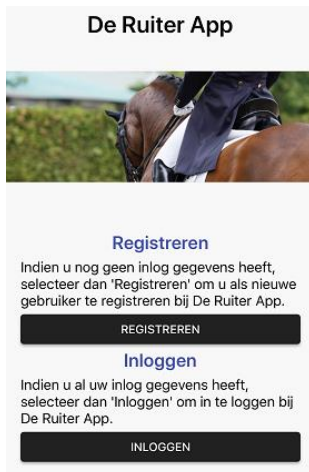 De Ruiter App
Registreren
Indien u nog geen inlog gegevens heeft,
selecteer dan 'Registreren' om u als nieuwe
gebruiker te registreren bij De Ruiter App.
REGISTREREN
Inloggen
Indien u al uw inlog gegevens heeft,
selecteer dan 'Inloggen' om in te loggen bij
De Ruiter App.
INLOGGEN